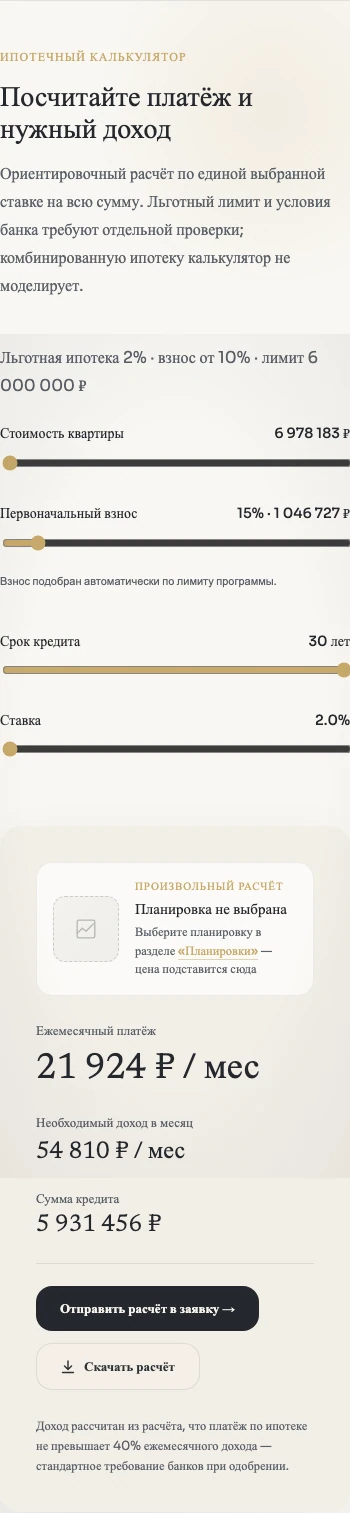 ИПОТЕЧНЫЙ КАЛЬКУЛЯТОР
Посчитайте платёж и
нужный доход
Ориентировочный расчёт по единой выбранной
ставке на всю сумму. Льготный лимит и условия
банка требуют отдельной проверки;
комбинированную ипотеку калькулятор не
моделирует.
Льготная ипотека 2% · взнос от 10% · лимит 6
000 000 ₽
Стоимость квартиры 6 978 183 ₽
Первоначальный взнос 15% · 1 046 727 ₽
Взнос подобран автоматически по лимиту программы.
Срок кредита 30 лет
Ставка 2.0%
ПРОИЗВОЛЬНЫЙ РАСЧЁТ
Планировка не выбрана
Выберите планировку в
разделе «Планировки» —
цена подставится сюда
Ежемесячный платёж
21 924 ₽ / мес
Необходимый доход в месяц
54 810 ₽ / мес
Сумма кредита
5 931 456 ₽
Отправить расчёт в заявку →
Скачать расчёт
Доход рассчитан из расчёта, что платёж по ипотеке
не превышает 40% ежемесячного дохода —
стандартное требование банков при одобрении.